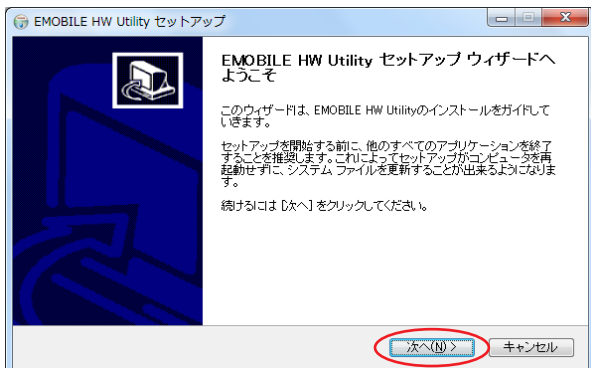 EMOBILE HW Utility セットアップ
EMOBILE HW Utility セットアップ ウィザードへ
ようこそ
このウィザードは、EMOBILE HW Utilityのインストールをガイドして
いきます。
セットアップを開始する前に、他のすべてのアプリケーションを終了
することを推奨します。これによってセットアップがコンピュータを再
起動せずに、システム ファイルを更新することが出来るようになりま
す。
続けるには [次へ] をクリックしてください。
次へ(N) >
キャンセル